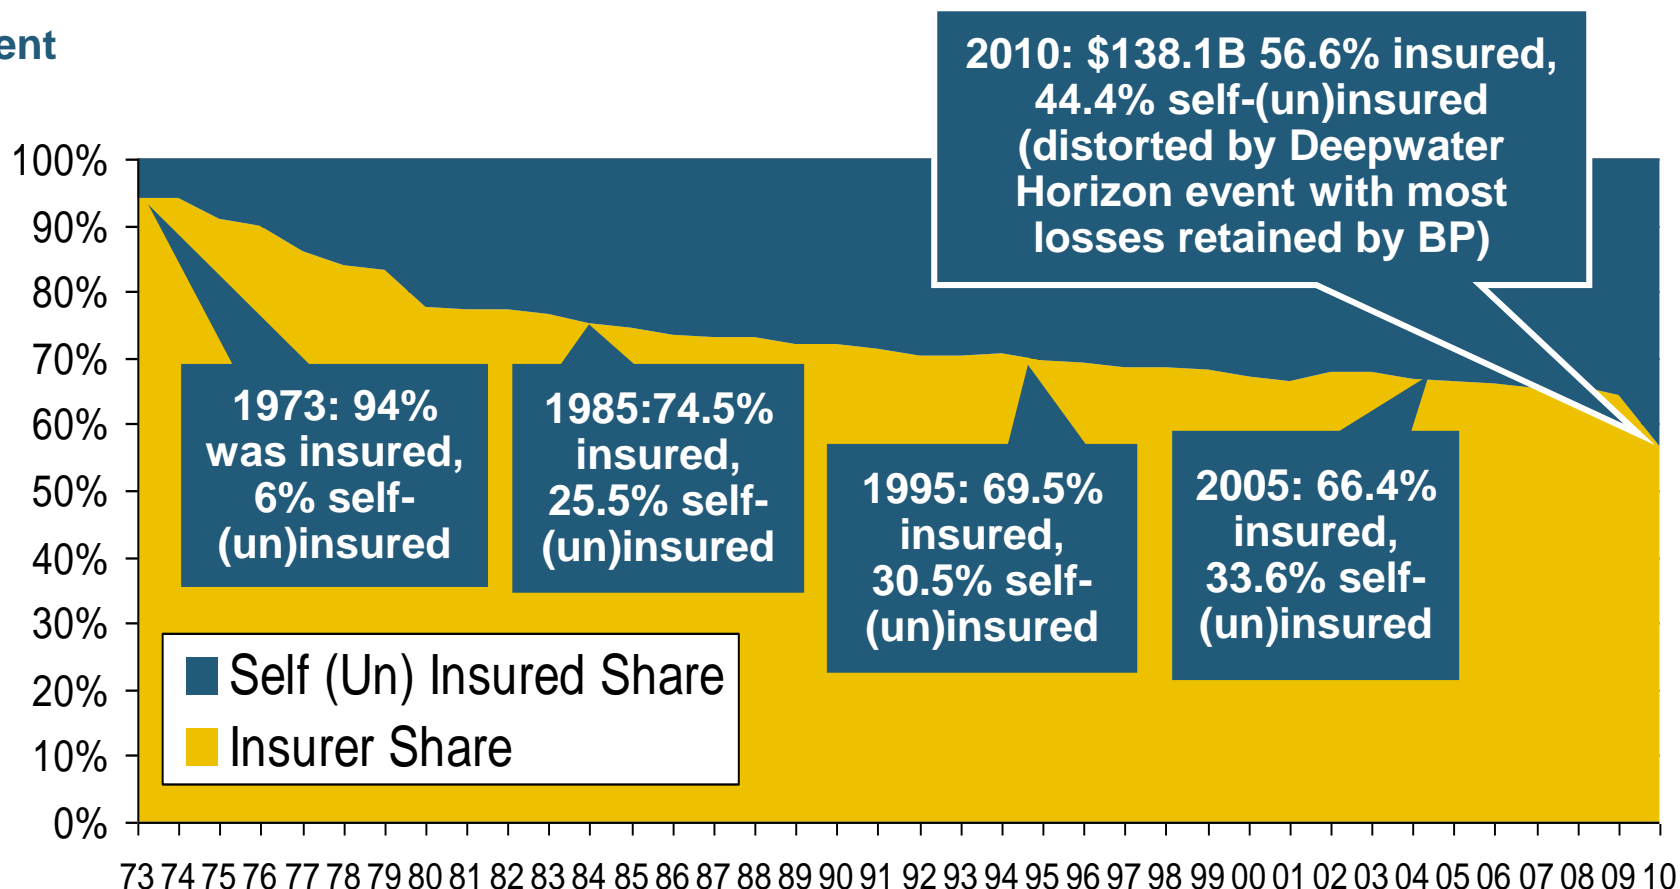 ent
2010: $138.1B 56.6% insured,
44.4% self-(un)insured
(distorted by Deepwater
Horizon event with most
losses retained by BP)
100%
90%
80%
70%
60%
50%
40%
30%
20%
10%
0%
1973: 94%
was insured,
6% self-
(un)insured
1985:74.5%
insured,
25.5% self-
(un)insured
1995: 69.5%
insured,
30.5% self-
(un)insured
2005: 66.4%
insured,
33.6% self-
(un)insured
Self (Un) Insured Share
Insurer Share
73 74 75 76 77 78 79 80 81 82 83 84 85 86 87 88 89 90 91 92 93 94 95 96 97 98 99 00 01 02 03 04 05 06 07 08 09 10